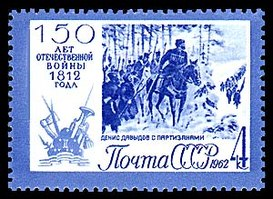 150
ЛЕТ
ОТЕЧЕСТВЕННОЙ
ВОЙНЫ
1812
ГОДА
ДЕНИС ДАВЫДОВ С ПАРТИЗАНАМИ
ПОЧТА СССР 1962 4
К